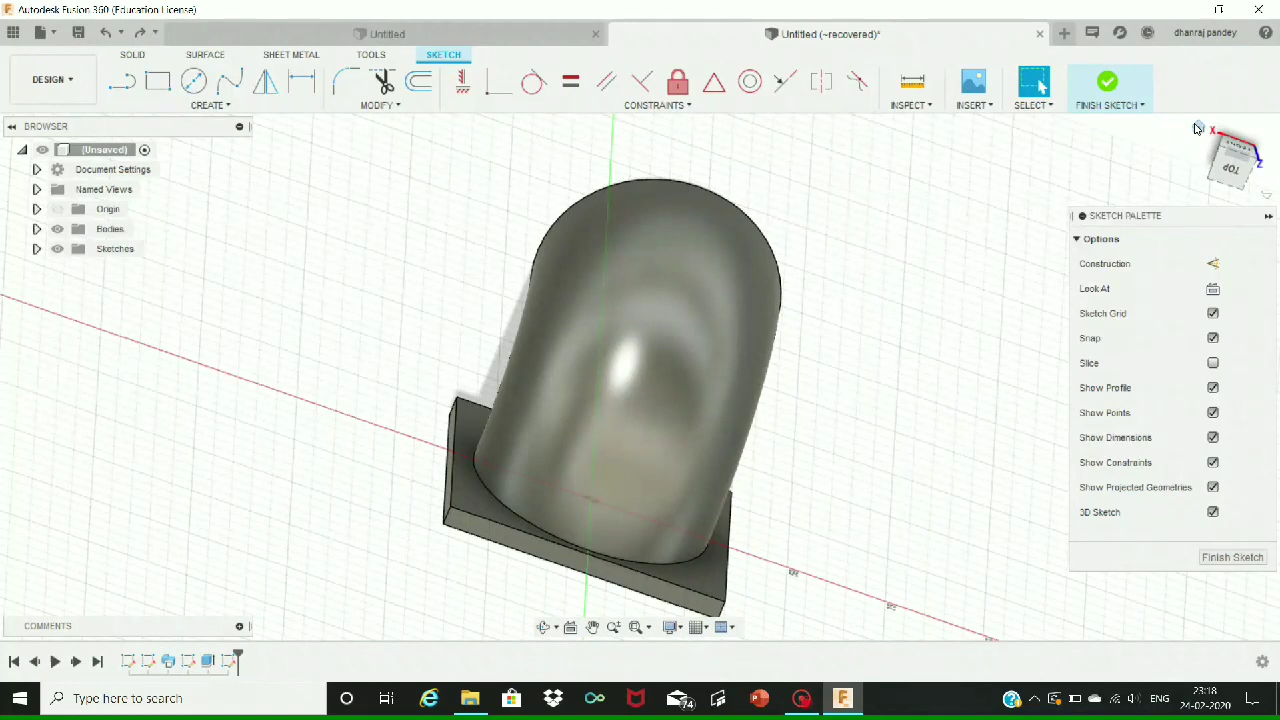 Autodesk Fusion 360 (Education License)
Untitled
Untitled (~recovered)*
dhanraj pandey
SOLID
SURFACE
SHEET METAL
TOOLS
SKETCH
DESIGN
CREATE
MODIFY
CONSTRAINTS
INSPECT
INSERT
SELECT
FINISH SKETCH
BROWSER
(Unsaved)
Document Settings
Named Views
Origin
Bodies
Sketches
X
Z
TOP
SKETCH PALETTE
Options
Construction
Look At
Sketch Grid
Snap
Slice
Show Profile
Show Points
Show Dimensions
Show Constraints
Show Projected Geometries
3D Sketch
Finish Sketch
COMMENTS
Type here to search
74
ENG
23:18
22-02-2020